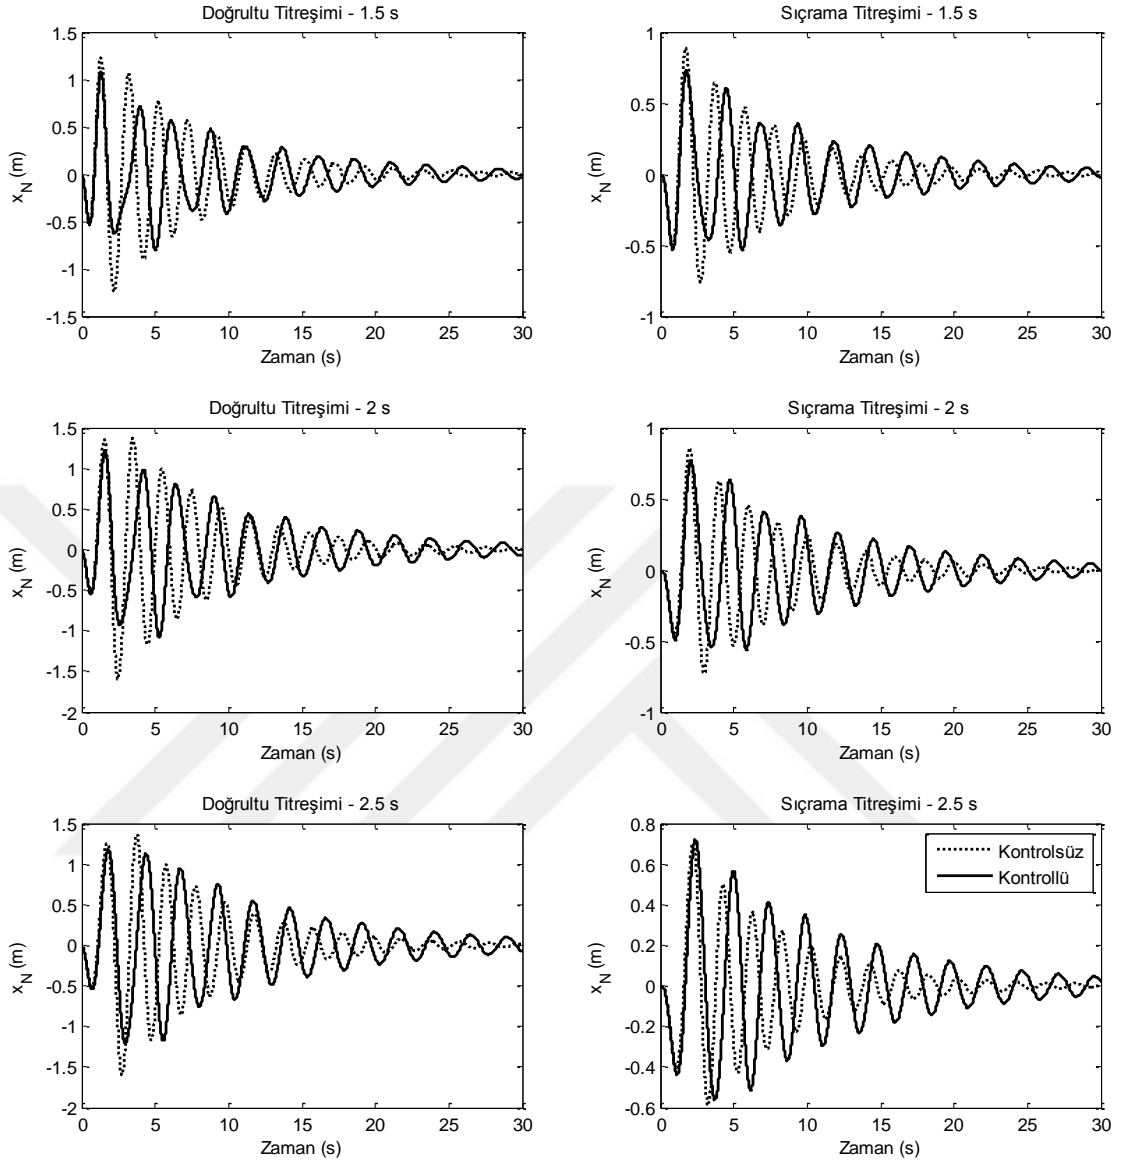 Doğrultu Titreşimi - 1.5 s
1.5
1
0.5
0
-0.5
-1
-1.5
x_N (m)
0 5 10 15 20 25 30
Zaman (s)
Sıçrama Titreşimi - 1.5 s
1
0.5
0
-0.5
-1
x_N (m)
0 5 10 15 20 25 30
Zaman (s)
Doğrultu Titreşimi - 2 s
1.5
1
0.5
0
-0.5
-1
-1.5
-2
x_N (m)
0 5 10 15 20 25 30
Zaman (s)
Sıçrama Titreşimi - 2 s
1
0.5
0
-0.5
-1
x_N (m)
0 5 10 15 20 25 30
Zaman (s)
Doğrultu Titreşimi - 2.5 s
1.5
1
0.5
0
-0.5
-1
-1.5
-2
x_N (m)
0 5 10 15 20 25 30
Zaman (s)
Sıçrama Titreşimi - 2.5 s
0.8
0.6
0.4
0.2
0
-0.2
-0.4
-0.6
x_N (m)
0 5 10 15 20 25 30
Zaman (s)
Kontrolsüz
Kontrollü